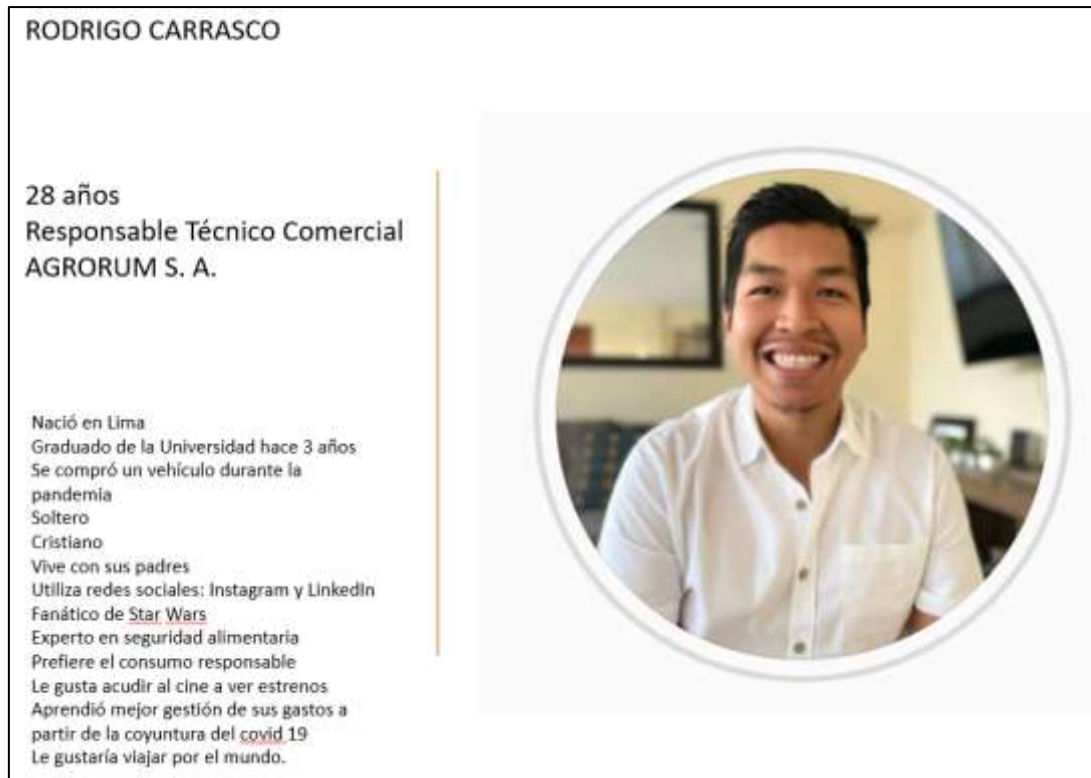 RODRIGO CARRASCO
28 años
Responsable Técnico Comercial
AGRORUM S. A.
Nació en Lima
Graduado de la Universidad hace 3 años
Se compró un vehículo durante la
pandemia
Soltero
Cristiano
Vive con sus padres
Utiliza redes sociales: Instagram y LinkedIn
Fanático de Star Wars
Experto en seguridad alimentaria
Prefiere el consumo responsable
Le gusta acudir al cine a ver estrenos
Aprendió mejor gestión de sus gastos a
partir de la coyuntura del covid 19
Le gustaría viajar por el mundo.